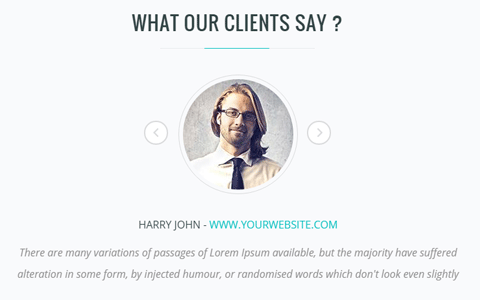 WHAT OUR CLIENTS SAY ?
HARRY JOHN - WWW.YOURWEBSITE.COM
There are many variations of passages of Lorem Ipsum available, but the majority have suffered
alteration in some form, by injected humour, or randomised words which don't look even slightly